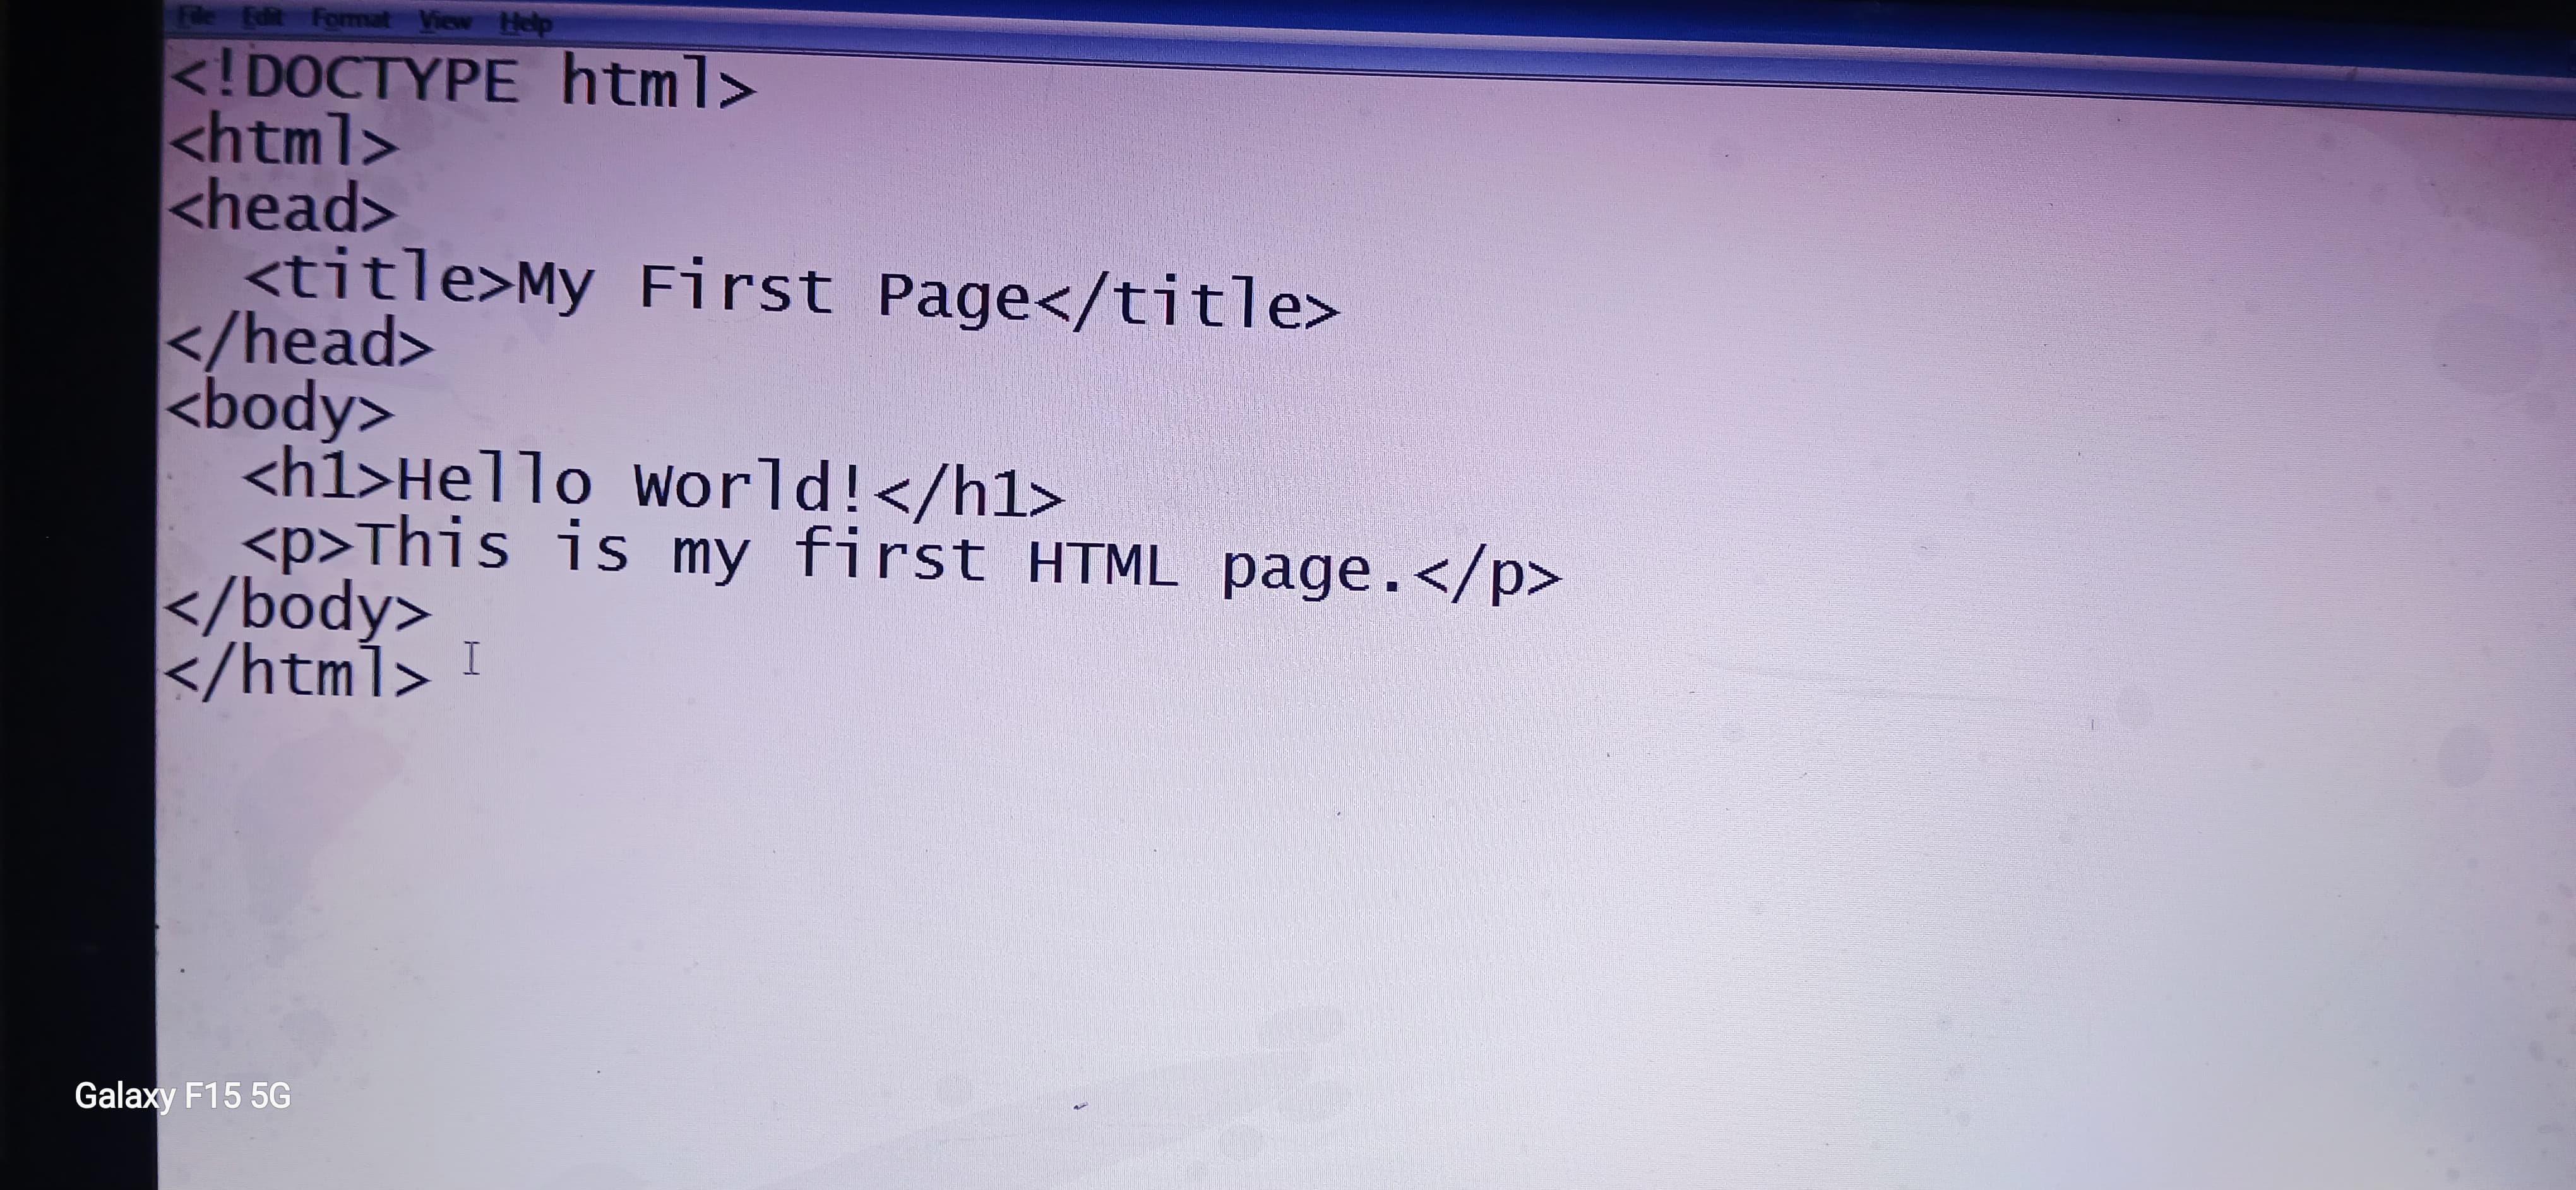 File Edit Format View Help
<!DOCTYPE html>
<html>
<head>
  <title>My First Page</title>
</head>
<body>
  <h1>Hello World!</h1>
  <p>This is my first HTML page.</p>
</body>
</html>
Galaxy F15 5G